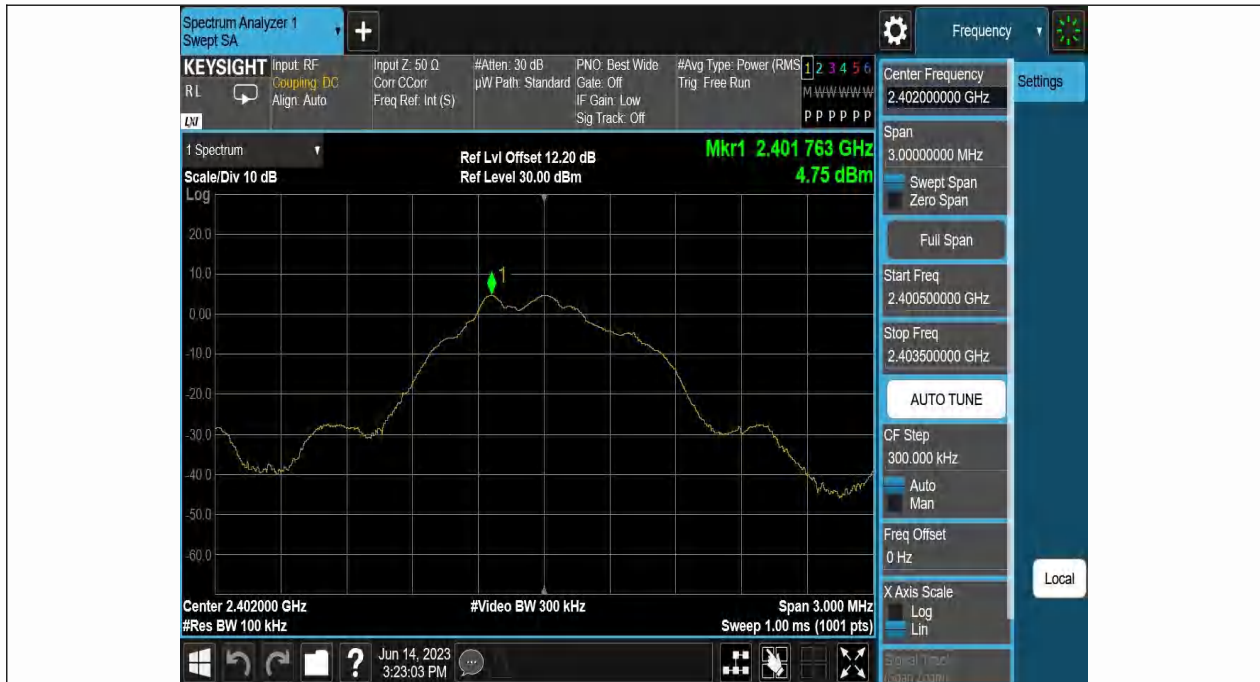 Spectrum Analyzer 1
Swept SA
+
Frequency
KEYSIGHT
RL
LXI
Input: RF
Coupling: DC
Align: Auto
Input Z: 50 Ω
Corr CCorr
Freq Ref: Int (S)
#Atten: 30 dB
µW Path: Standard
PNO: Best Wide
Gate: Off
IF Gain: Low
Sig Track: Off
#Avg Type: Power (RMS
Trig: Free Run
1 2 3 4 5 6
M W W W W W
P P P P P P
1 Spectrum
Scale/Div 10 dB
Ref Lvl Offset 12.20 dB
Ref Level 30.00 dBm
Mkr1 2.401 763 GHz
4.75 dBm
Log
20.0
10.0
0.00
-10.0
-20.0
-30.0
-40.0
-50.0
-60.0
1
Center 2.402000 GHz
#Res BW 100 kHz
#Video BW 300 kHz
Span 3.000 MHz
Sweep 1.00 ms (1001 pts)
?
Jun 14, 2023
3:23:03 PM
Center Frequency
2.402000000 GHz
Settings
Span
3.00000000 MHz
Swept Span
Zero Span
Full Span
Start Freq
2.400500000 GHz
Stop Freq
2.403500000 GHz
AUTO TUNE
CF Step
300.000 kHz
Auto
Man
Freq Offset
0 Hz
X Axis Scale
Log
Lin
Local
Signal Track
(Span Zoom)